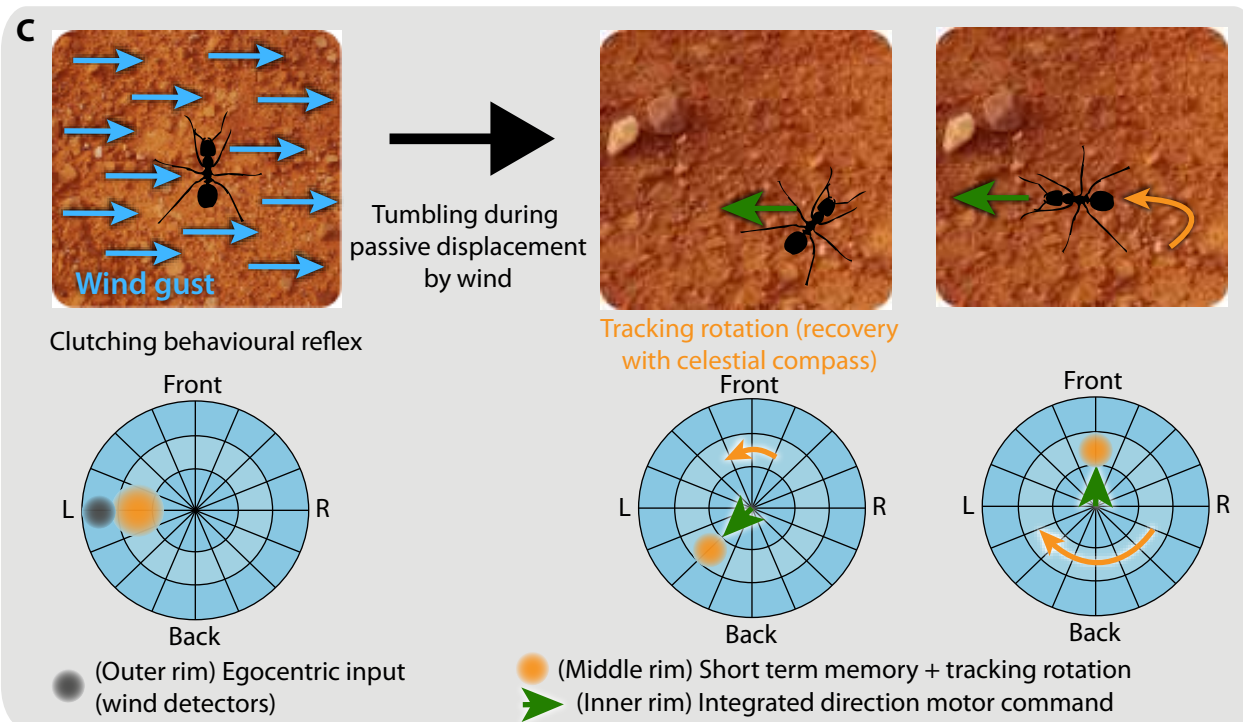 C
Wind gust
Tumbling during
passive displacement
by wind
Clutching behavioural reflex
Tracking rotation (recovery
with celestial compass)
Front
L
R
Back
Front
L
R
Back
Front
L
R
Back
(Outer rim) Egocentric input
(wind detectors)
(Middle rim) Short term memory + tracking rotation
(Inner rim) Integrated direction motor command